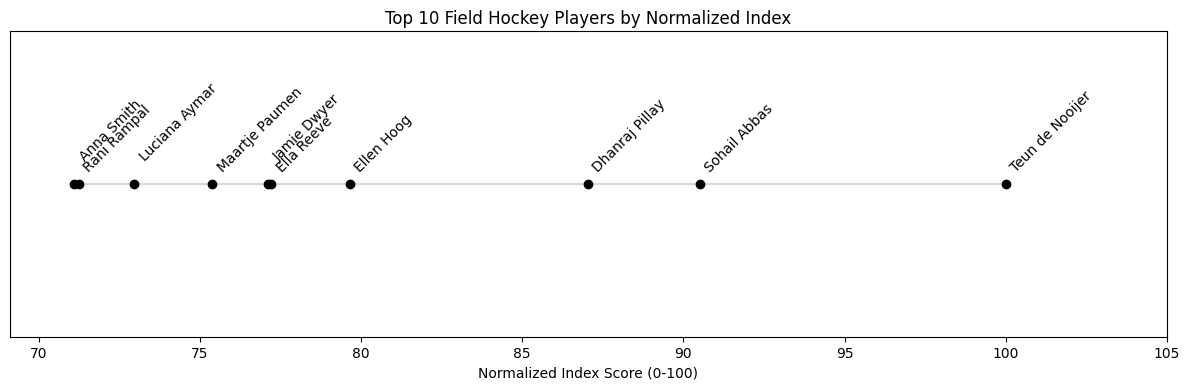 Top 10 Field Hockey Players by Normalized Index
Anna Smith
Rani Rampal
Luciana Aymar
Maartje Paumen
Jamie Dwyer
Ella Reeve
Ellen Hoog
Dhanraj Pillay
Sohail Abbas
Teun de Nooijer
70 75 80 85 90 95 100 105
Normalized Index Score (0-100)